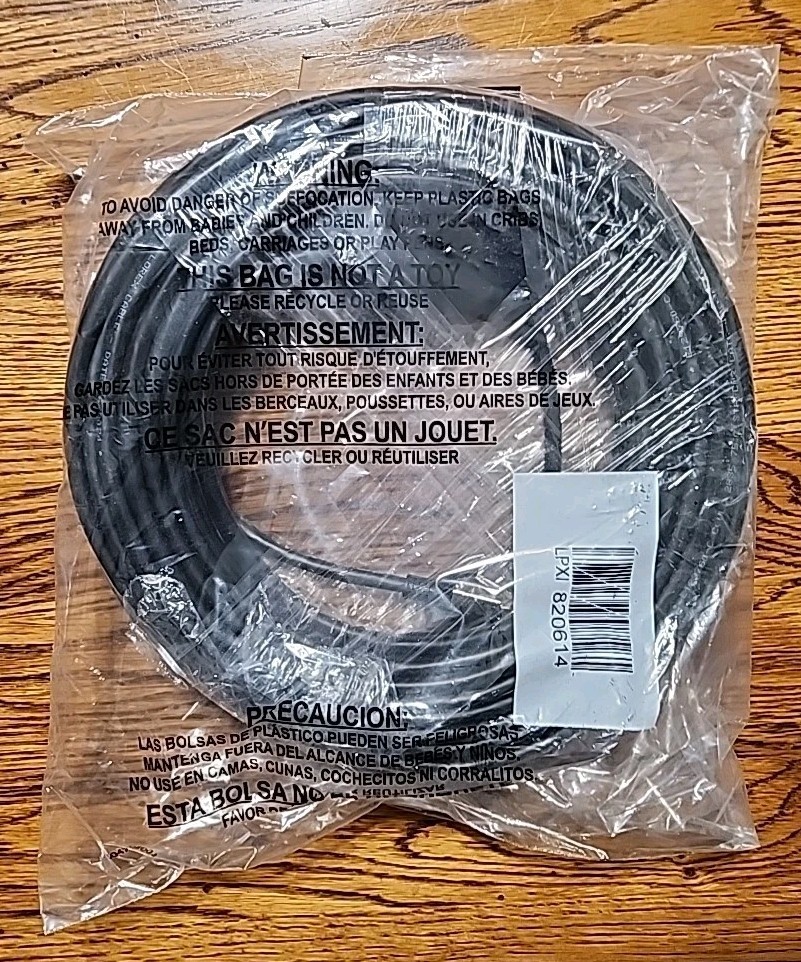 WARNING:
TO AVOID DANGER OF SUFFOCATION, KEEP PLASTIC BAGS
AWAY FROM BABIES AND CHILDREN. DO NOT USE IN CRIBS,
BEDS, CARRIAGES OR PLAY PENS.
THIS BAG IS NOT A TOY
PLEASE RECYCLE OR REUSE
AVERTISSEMENT:
POUR ÉVITER TOUT RISQUE D'ÉTOUFFEMENT,
GARDEZ LES SACS HORS DE PORTÉE DES ENFANTS ET DES BÉBÉS.
PAS UTILISER DANS LES BERCEAUX, POUSSETTES, OU AIRES DE JEUX.
CE SAC N'EST PAS UN JOUET.
VEUILLEZ RECYCLER OU RÉUTILISER
LPXI 820614
PRECAUCION:
LAS BOLSAS DE PLASTICO PUEDEN SER PELIGROSAS
MANTENGA FUERA DEL ALCANCE DE BEBES Y NINOS.
NO USE EN CAMAS, CUNAS, COCHECITOS NI CORRALITOS.
ESTA BOLSA NO
FAVOR DE